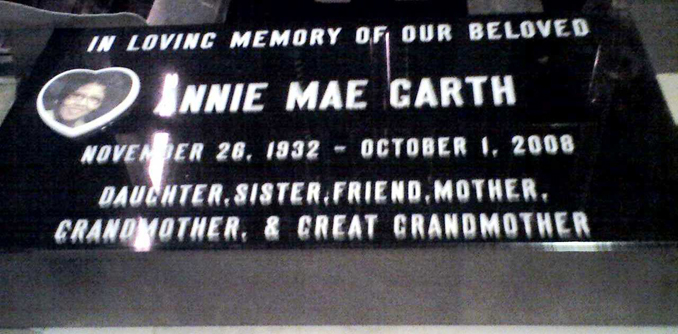 IN LOVING MEMORY OF OUR BELOVED
ANNIE MAE GARTH
NOVEMBER 26, 1932 - OCTOBER 1, 2008
DAUGHTER,SISTER,FRIEND,MOTHER,
GRANDMOTHER, & GREAT GRANDMOTHER